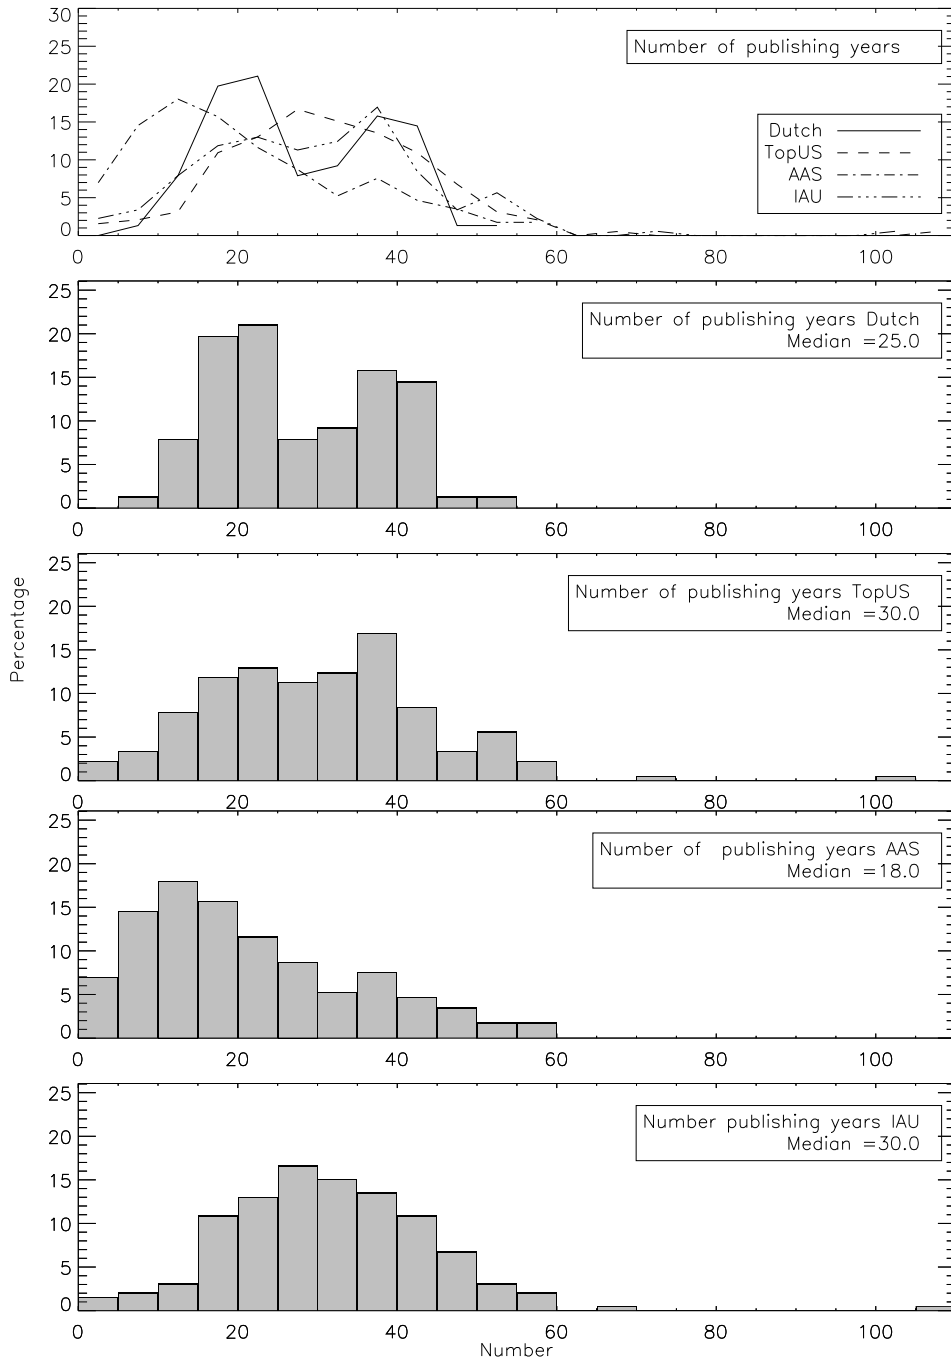 30
25
20
15
10
5
0
Number of publishing years
Dutch
TopUS
AAS
IAU
0 20 40 60 80 100
25
20
15
10
5
0
Number of publishing years Dutch
Median =25.0
0 20 40 60 80 100
Percentage
25
20
15
10
5
0
Number of publishing years TopUS
Median =30.0
0 20 40 60 80 100
25
20
15
10
5
0
Number of publishing years AAS
Median =18.0
0 20 40 60 80 100
25
20
15
10
5
0
Number publishing years IAU
Median =30.0
0 20 40 60 80 100
Number